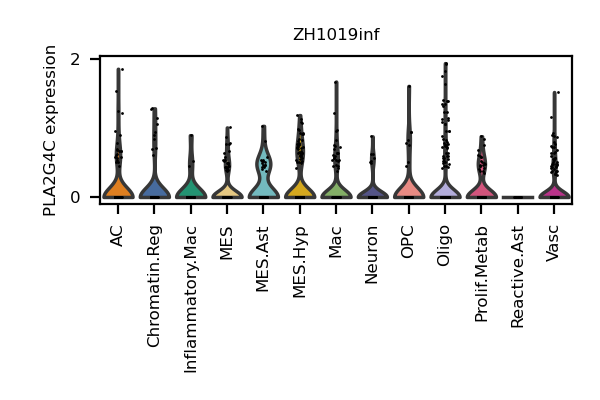 ZH1019inf
PLA2G4C expression
2
0
AC
Chromatin.Reg
Inflammatory.Mac
MES
MES.Ast
MES.Hyp
Mac
Neuron
OPC
Oligo
Prolif.Metab
Reactive.Ast
Vasc